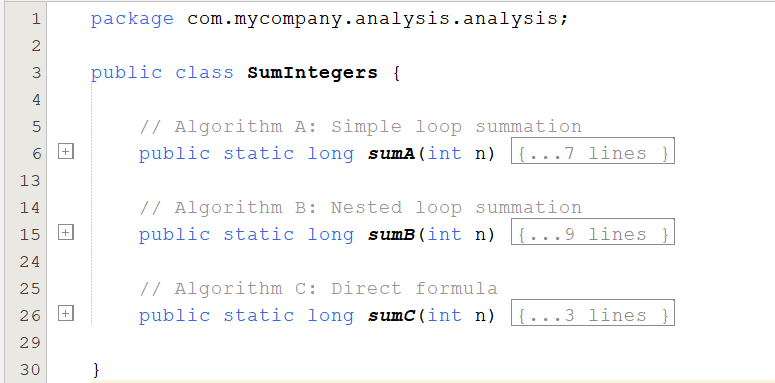 1 package com.mycompany.analysis.analysis;
2
3 public class SumIntegers {
4
5 // Algorithm A: Simple loop summation
6 public static long sumA(int n) {...7 lines }
13
14 // Algorithm B: Nested loop summation
15 public static long sumB(int n) {...9 lines }
24
25 // Algorithm C: Direct formula
26 public static long sumC(int n) {...3 lines }
29
30 }